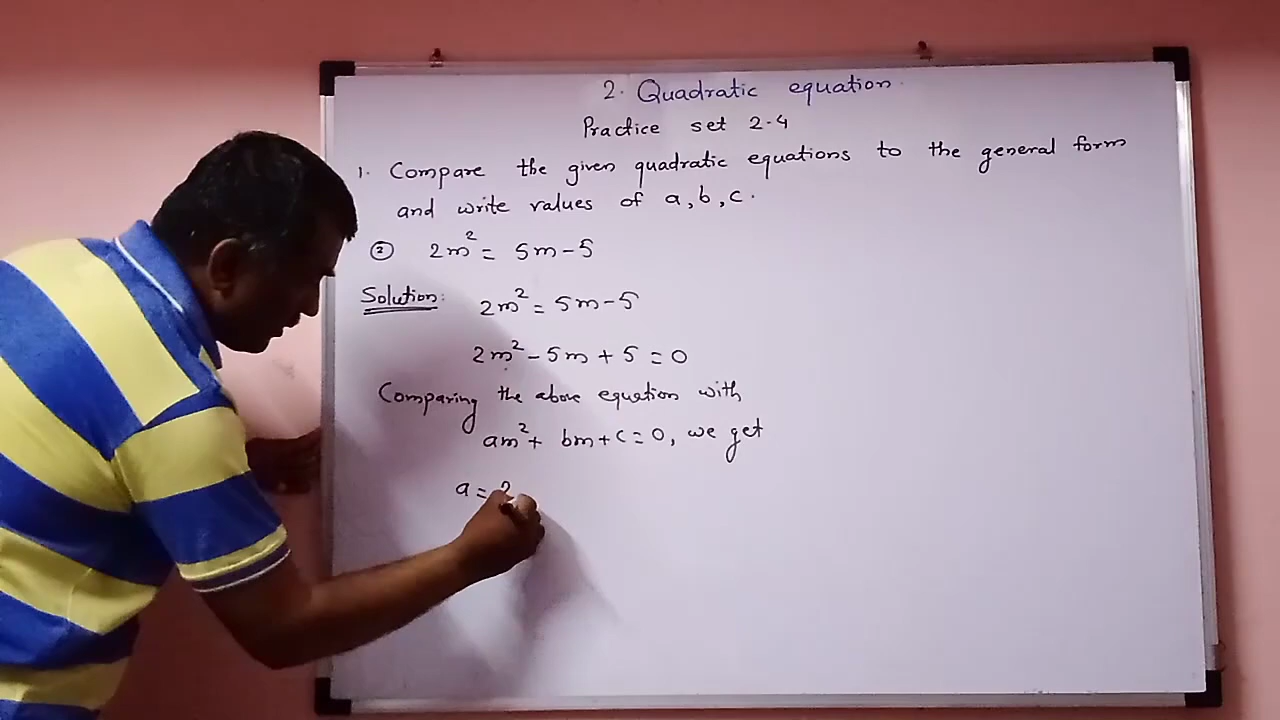 2. Quadratic equation.
Practice set 2.4
1. Compare the given quadratic equations to the general form
and write values of a, b, c.
② 2m² = 5m - 5
Solution: 2m² = 5m - 5
2m² - 5m + 5 = 0
Comparing the above equation with
am² + bm + c = 0, we get
a =